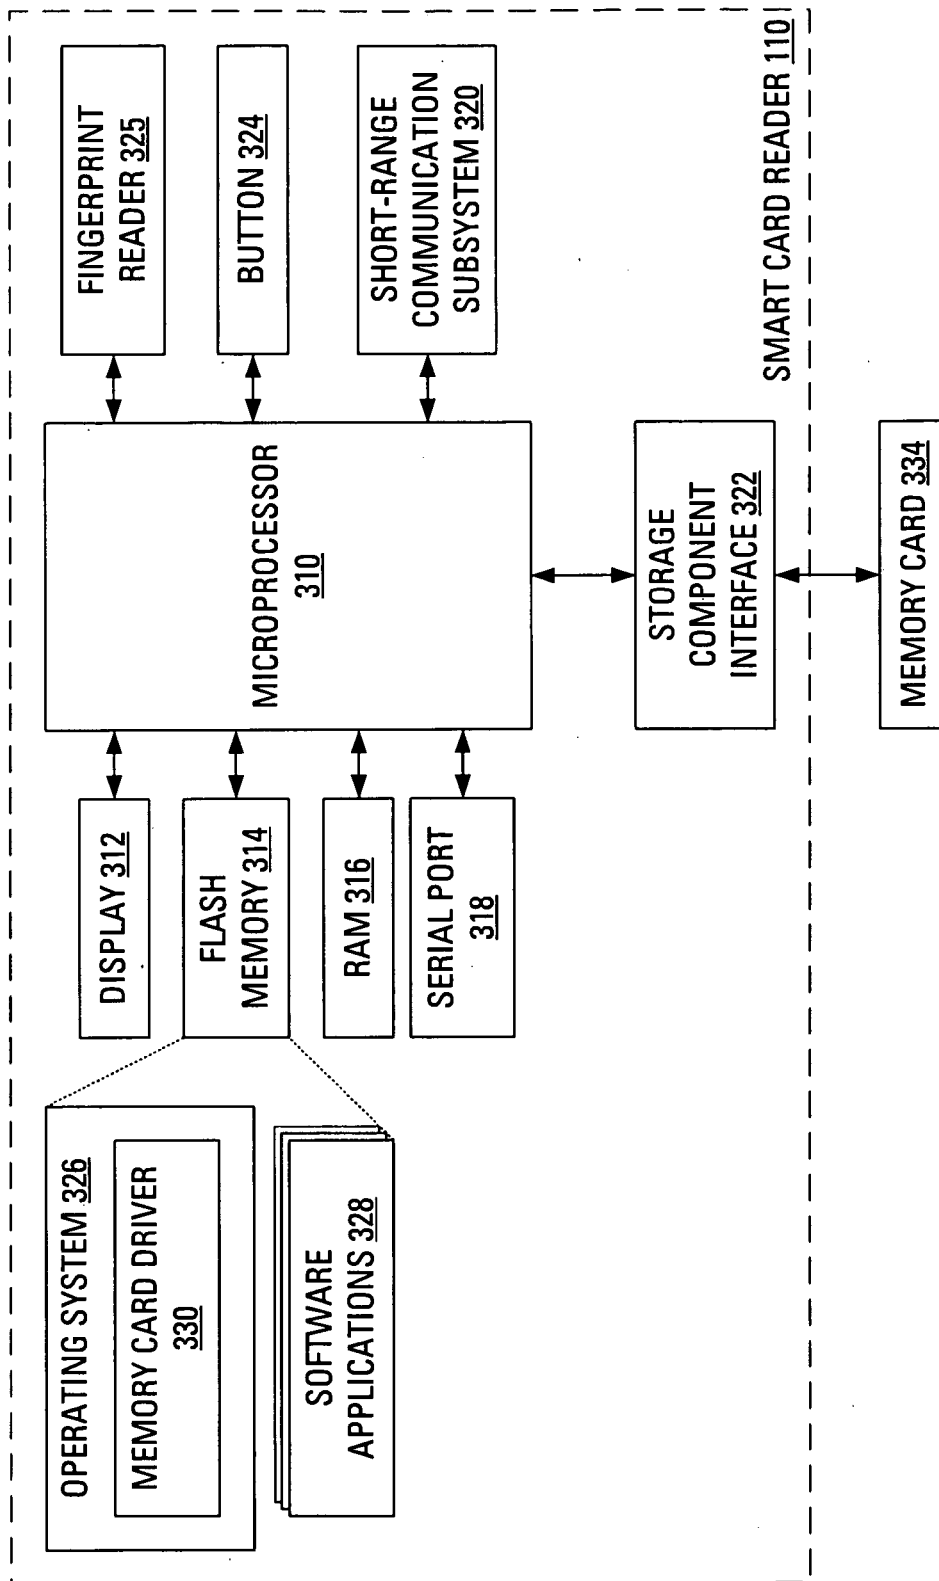 OPERATING SYSTEM 326
MEMORY CARD DRIVER
330
SOFTWARE
APPLICATIONS 328
DISPLAY 312
FLASH
MEMORY 314
RAM 316
SERIAL PORT
318
MICROPROCESSOR
310
FINGERPRINT
READER 325
BUTTON 324
SHORT-RANGE
COMMUNICATION
SUBSYSTEM 320
STORAGE
COMPONENT
INTERFACE 322
SMART CARD READER 110
MEMORY CARD 334